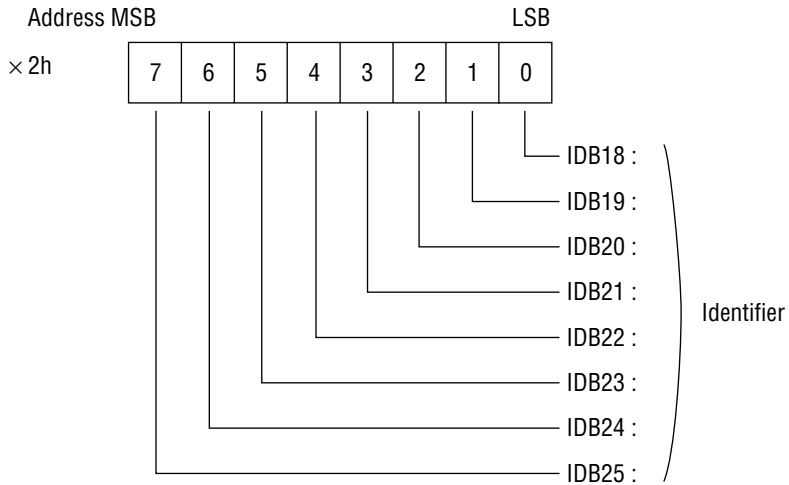 Address MSB LSB
× 2h 7 6 5 4 3 2 1 0
IDB18 :
IDB19 :
IDB20 :
IDB21 :
Identifier
IDB22 :
IDB23 :
IDB24 :
IDB25 :